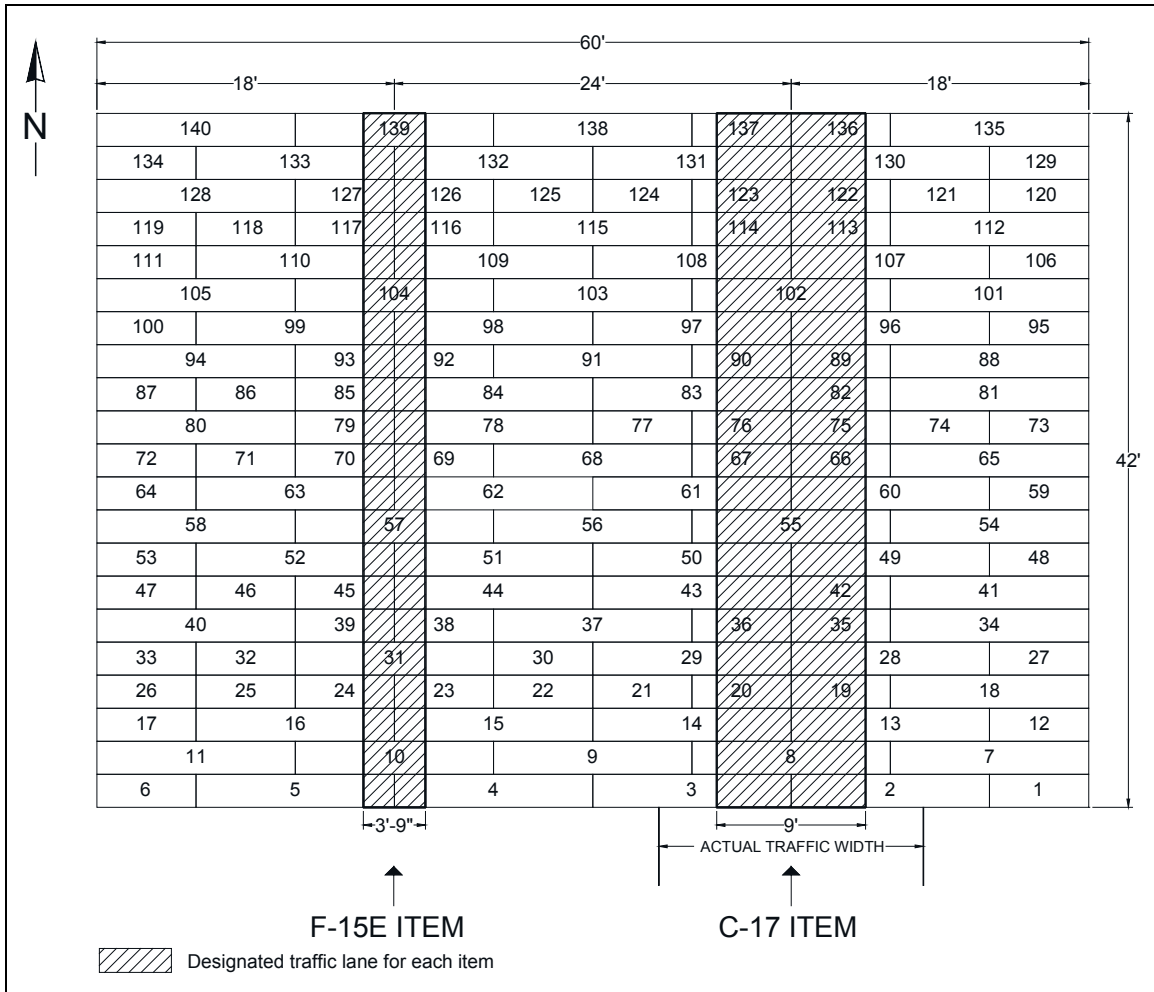 60'
18' 24' 18'
N
140 139 138 137 136 135
134 133 132 131 130 129
128 127 126 125 124 123 122 121 120
119 118 117 116 115 114 113 112
111 110 109 108 107 106
105 104 103 102 101
100 99 98 97 96 95
94 93 92 91 90 89 88
87 86 85 84 83 82 81
80 79 78 77 76 75 74 73
72 71 70 69 68 67 66 65
42'
64 63 62 61 60 59
58 57 56 55 54
53 52 51 50 49 48
47 46 45 44 43 42 41
40 39 38 37 36 35 34
33 32 31 30 29 28 27
26 25 24 23 22 21 20 19 18
17 16 15 14 13 12
11 10 9 8 7
6 5 4 3 2 1
3'-9" 9'
ACTUAL TRAFFIC WIDTH
F-15E ITEM C-17 ITEM
Designated traffic lane for each item